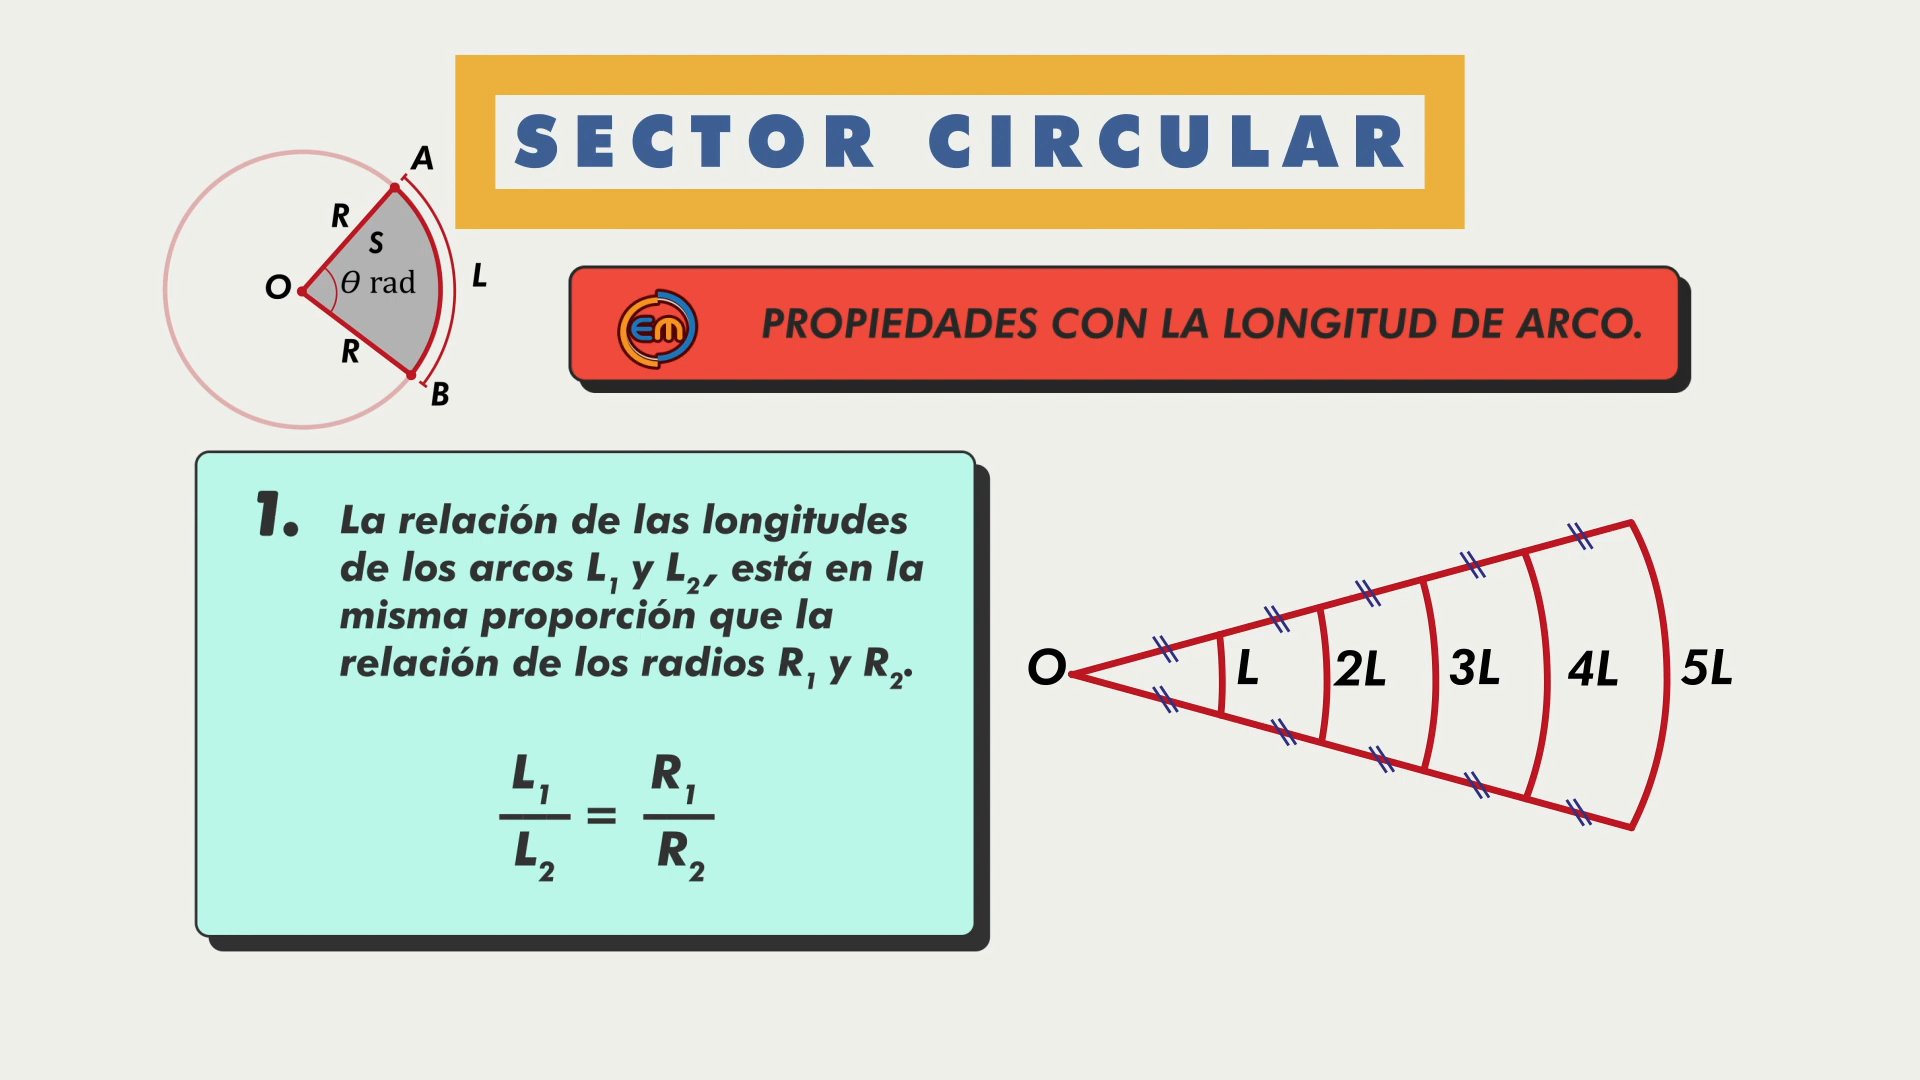 SECTOR CIRCULAR
A
R
S
O
θ rad
L
R
B
em
PROPIEDADES CON LA LONGITUD DE ARCO.
1. La relación de las longitudes
de los arcos L₁ y L₂, está en la
misma proporción que la
relación de los radios R₁ y R₂.
L₁ R₁
=
L₂ R₂
O L 2L 3L 4L 5L